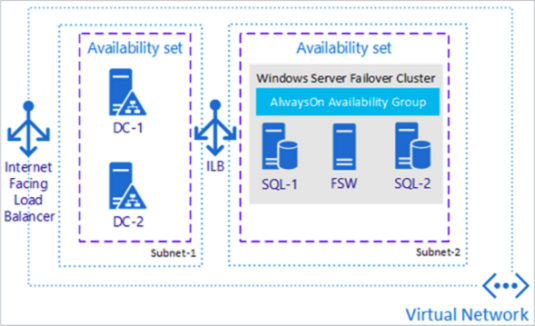 Availability set
DC-1
DC-2
Subnet-1
Internet
Facing
Load
Balancer
ILB
Availability set
Windows Server Failover Cluster
AlwaysOn Availability Group
SQL-1
FSW
SQL-2
Subnet-2
Virtual Network